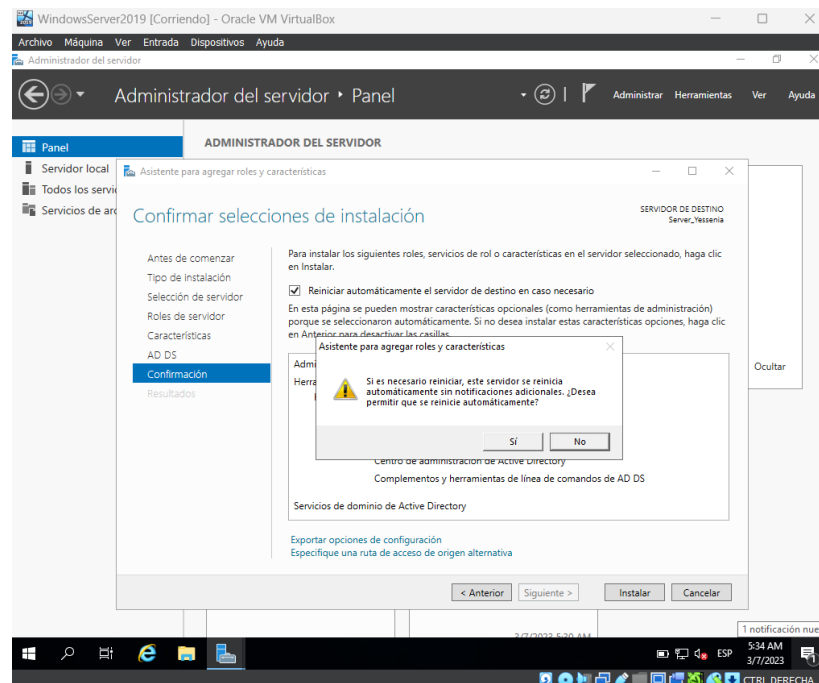 WindowsServer2019 [Corriendo] - Oracle VM VirtualBox
Archivo Máquina Ver Entrada Dispositivos Ayuda
Administrador del servidor
Administrador del servidor • Panel
Administrar Herramientas Ver Ayuda
Panel
Servidor local
Todos los servi
Servicios de arc
ADMINISTRADOR DEL SERVIDOR
Asistente para agregar roles y características
Confirmar selecciones de instalación
SERVIDOR DE DESTINO
Server_Yessenia
Antes de comenzar
Tipo de instalación
Selección de servidor
Roles de servidor
Características
AD DS
Confirmación
Resultados
Para instalar los siguientes roles, servicios de rol o características en el servidor seleccionado, haga clic
en Instalar.
Reiniciar automáticamente el servidor de destino en caso necesario
En esta página se pueden mostrar características opcionales (como herramientas de administración)
porque se seleccionaron automáticamente. Si no desea instalar estas características opciones, haga clic
en Anterior para desactivar las casillas.
Admi
Herra
Asistente para agregar roles y características
Si es necesario reiniciar, este servidor se reinicia
automáticamente sin notificaciones adicionales. ¿Desea
permitir que se reinicie automáticamente?
Sí No
Centro de administración de Active Directory
Complementos y herramientas de línea de comandos de AD DS
Servicios de dominio de Active Directory
Exportar opciones de configuración
Especifique una ruta de acceso de origen alternativa
< Anterior Siguiente > Instalar Cancelar
Ocultar
3/7/2023 5:30 AM
1 notificación nue
ESP
5:34 AM
3/7/2023
1
CTRL DERECHA